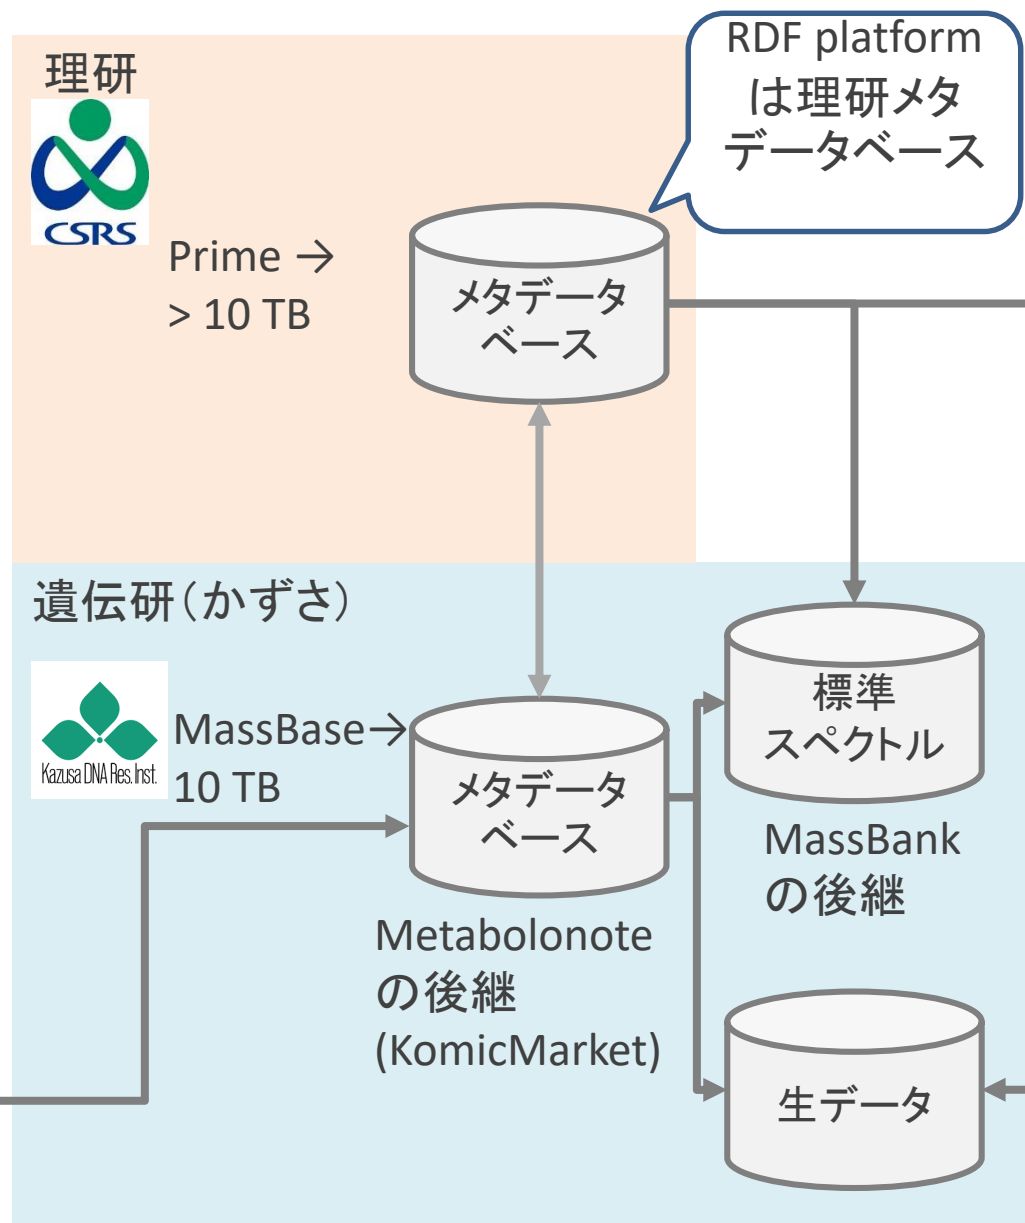 理研
CSRS
RDF platform
は理研メタ
データベース
Prime →
> 10 TB
メタデータ
ベース
遺伝研（かずさ）
Kazusa DNA Res. Inst.
MassBase→
10 TB
メタデータ
ベース
標準
スペクトル
MassBank
の後継
Metabolonote
の後継
(KomicMarket)
生データ